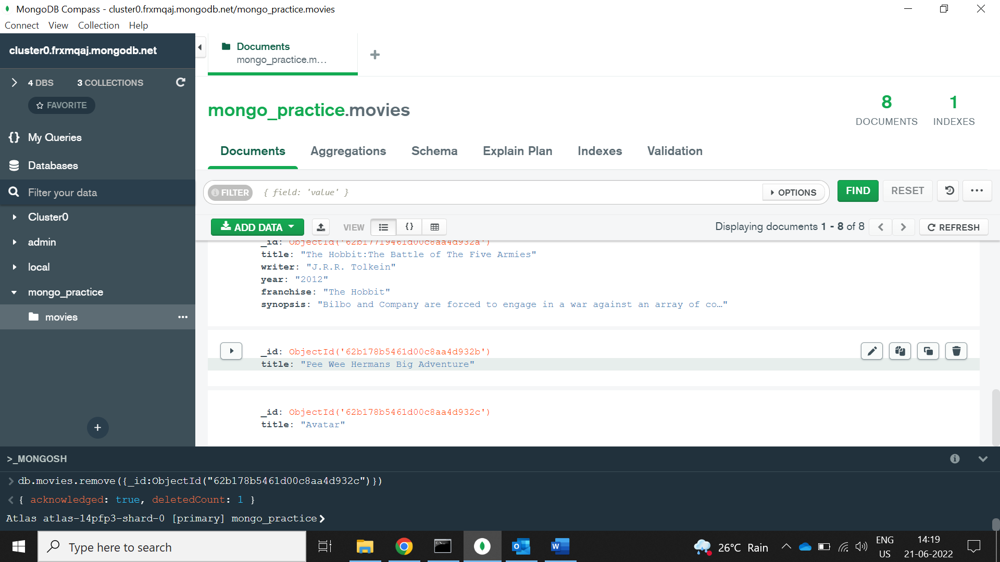 MongoDB Compass - cluster0.frxmqaj.mongodb.net/mongo_practice.movies
Connect View Collection Help
cluster0.frxmqaj.mongodb.net
Documents
mongo_practice.m...
4 DBS 3 COLLECTIONS
FAVORITE
mongo_practice.movies
8
DOCUMENTS
1
INDEXES
{} My Queries
Databases
Filter your data
Cluster0
admin
local
mongo_practice
movies
Documents Aggregations Schema Explain Plan Indexes Validation
FILTER { field: 'value' } OPTIONS FIND RESET
ADD DATA VIEW {} Displaying documents 1 - 8 of 8 REFRESH
_id: ObjectId('62b177f9461d00c8aa4d932a')
title: "The Hobbit:The Battle of The Five Armies"
writer: "J.R.R. Tolkein"
year: "2012"
franchise: "The Hobbit"
synopsis: "Bilbo and Company are forced to engage in a war against an array of co…"
_id: ObjectId('62b178b5461d00c8aa4d932b')
title: "Pee Wee Hermans Big Adventure"
_id: ObjectId('62b178b5461d00c8aa4d932c')
title: "Avatar"
>_MONGOSH
> db.movies.remove({_id:ObjectId("62b178b5461d00c8aa4d932c")})
< { acknowledged: true, deletedCount: 1 }
Atlas atlas-14pfp3-shard-0 [primary] mongo_practice>
Type here to search
26°C Rain
ENG
US
14:19
21-06-2022